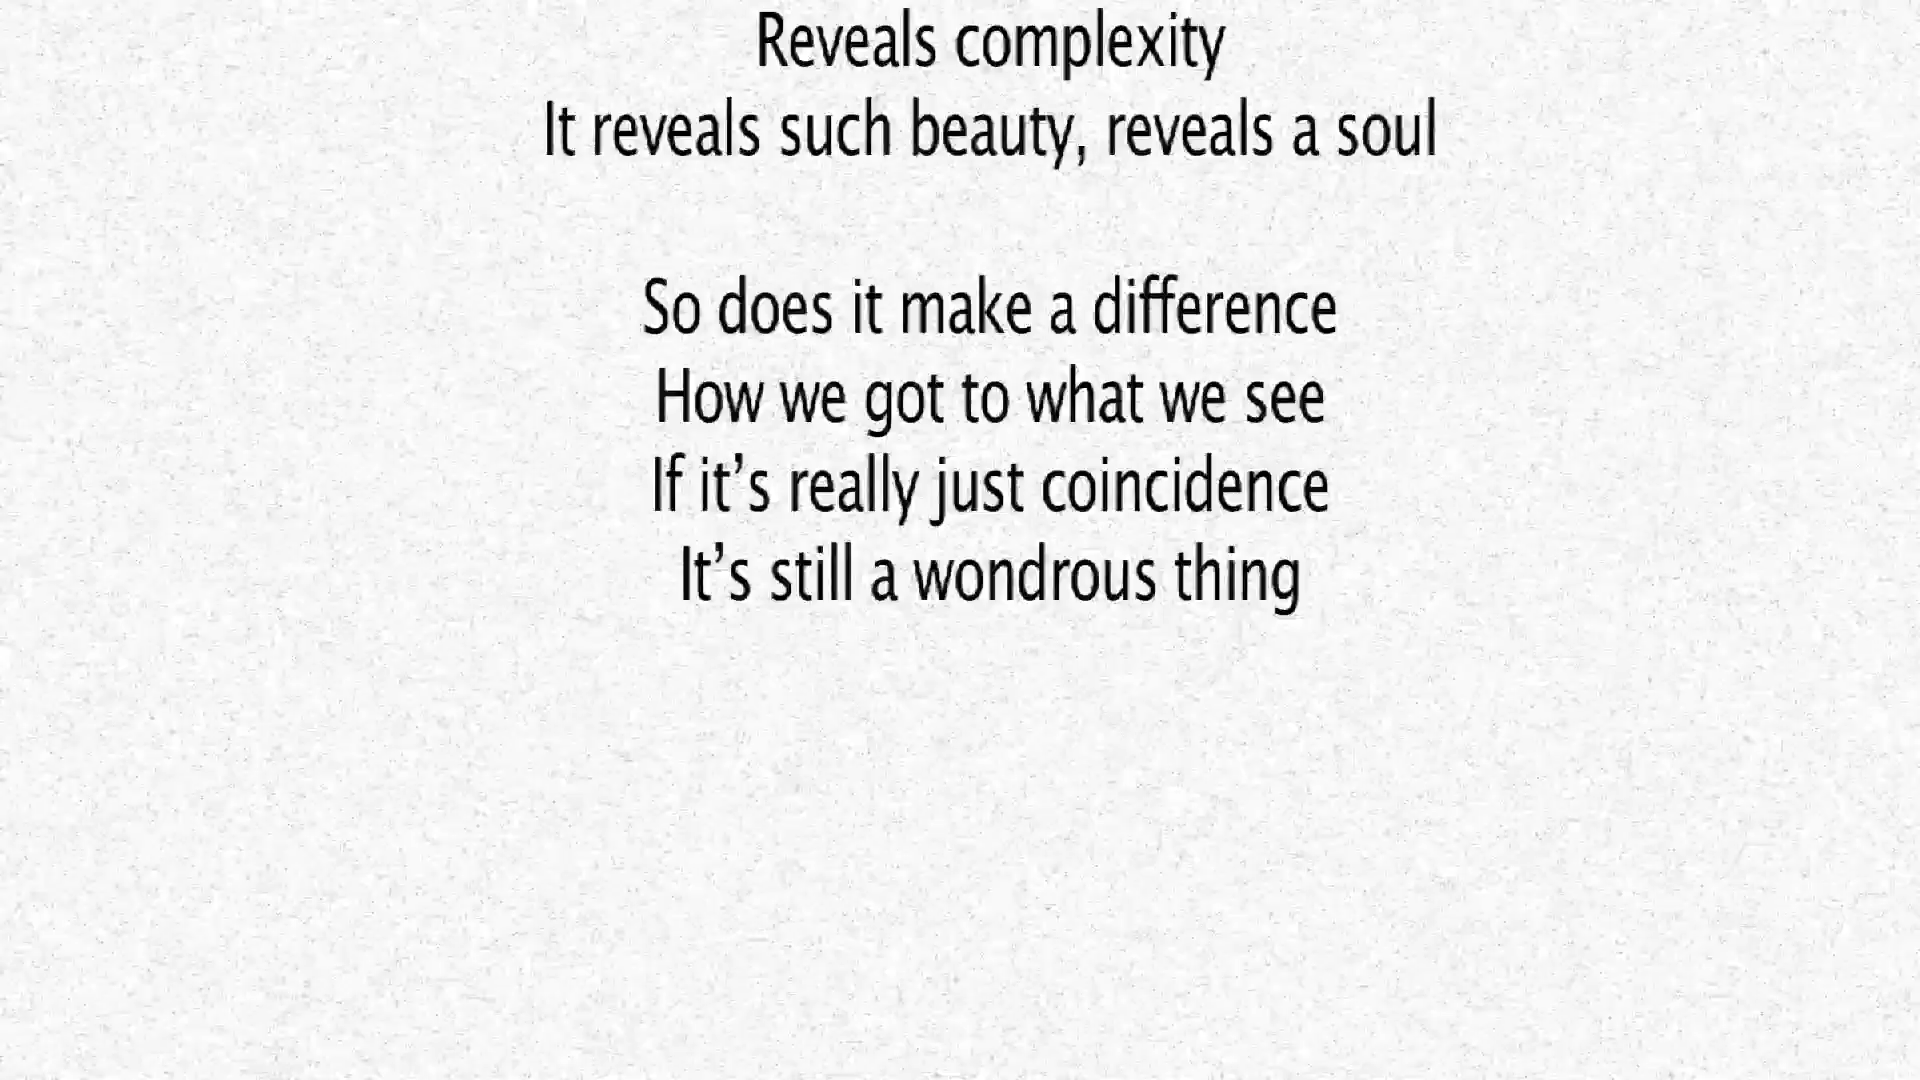 Reveals complexity
It reveals such beauty, reveals a soul
So does it make a difference
How we got to what we see
If it’s really just coincidence
It’s still a wondrous thing